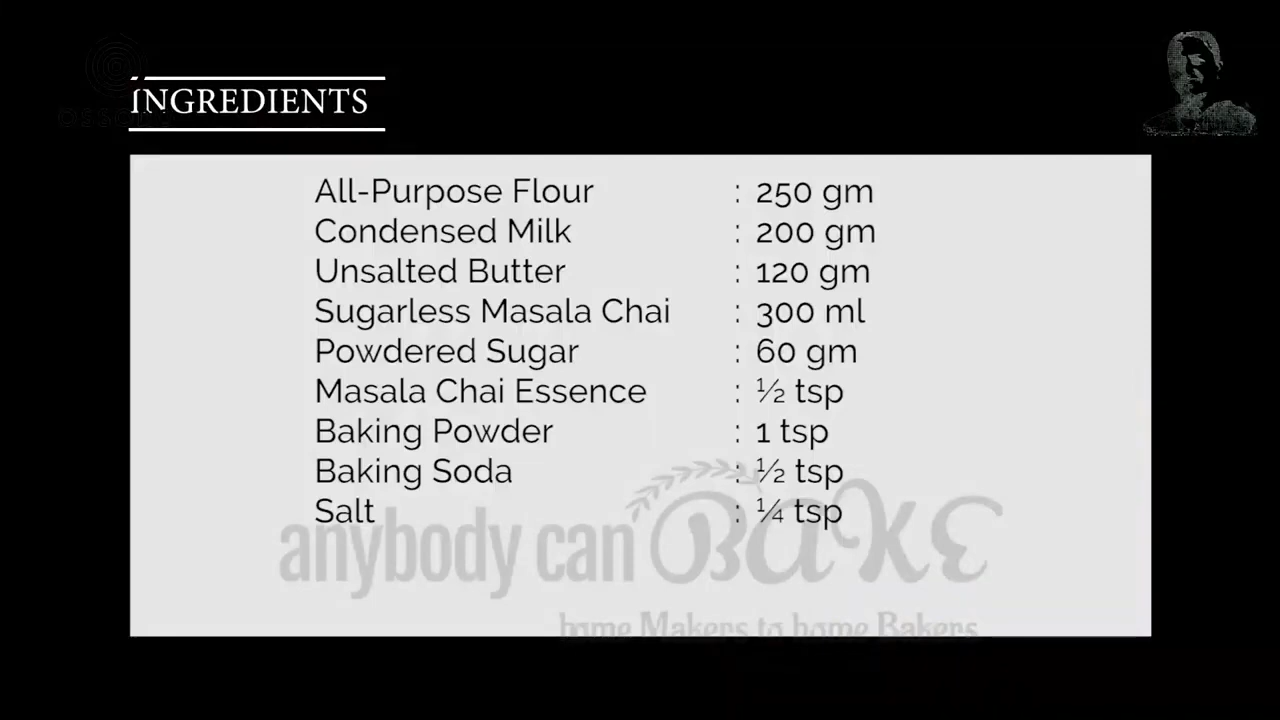 INGREDIENTS
All-Purpose Flour : 250 gm
Condensed Milk : 200 gm
Unsalted Butter : 120 gm
Sugarless Masala Chai : 300 ml
Powdered Sugar : 60 gm
Masala Chai Essence : ½ tsp
Baking Powder : 1 tsp
Baking Soda : ½ tsp
Salt : ¼ tsp
anybody can BAKE
home Makers to home Bakers